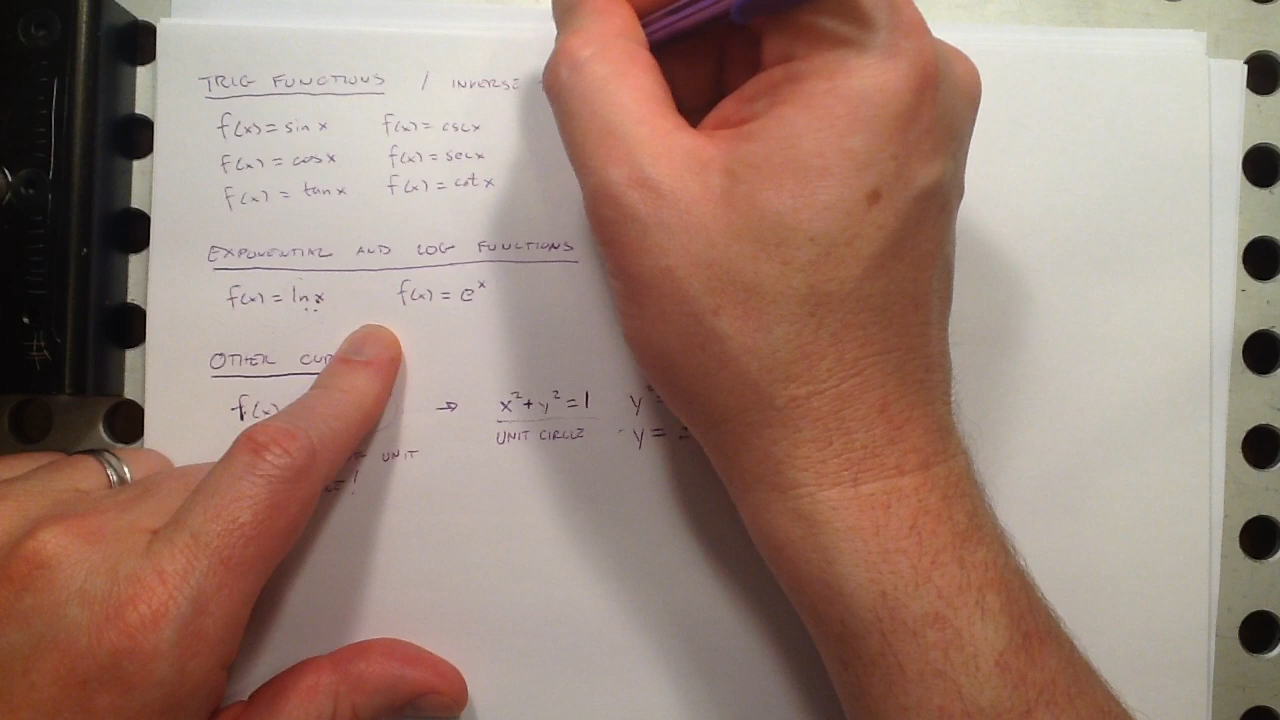 TRIG FUNCTIONS / INVERSE
f(x) = sin x f(x) = csc x
f(x) = cos x f(x) = sec x
f(x) = tan x f(x) = cot x
EXPONENTIAL AND LOG FUNCTIONS
f(x) = ln x f(x) = e^x
OTHER
f(x) → x² + y² = 1 y² =
UNIT CIRCLE y =
UNIT